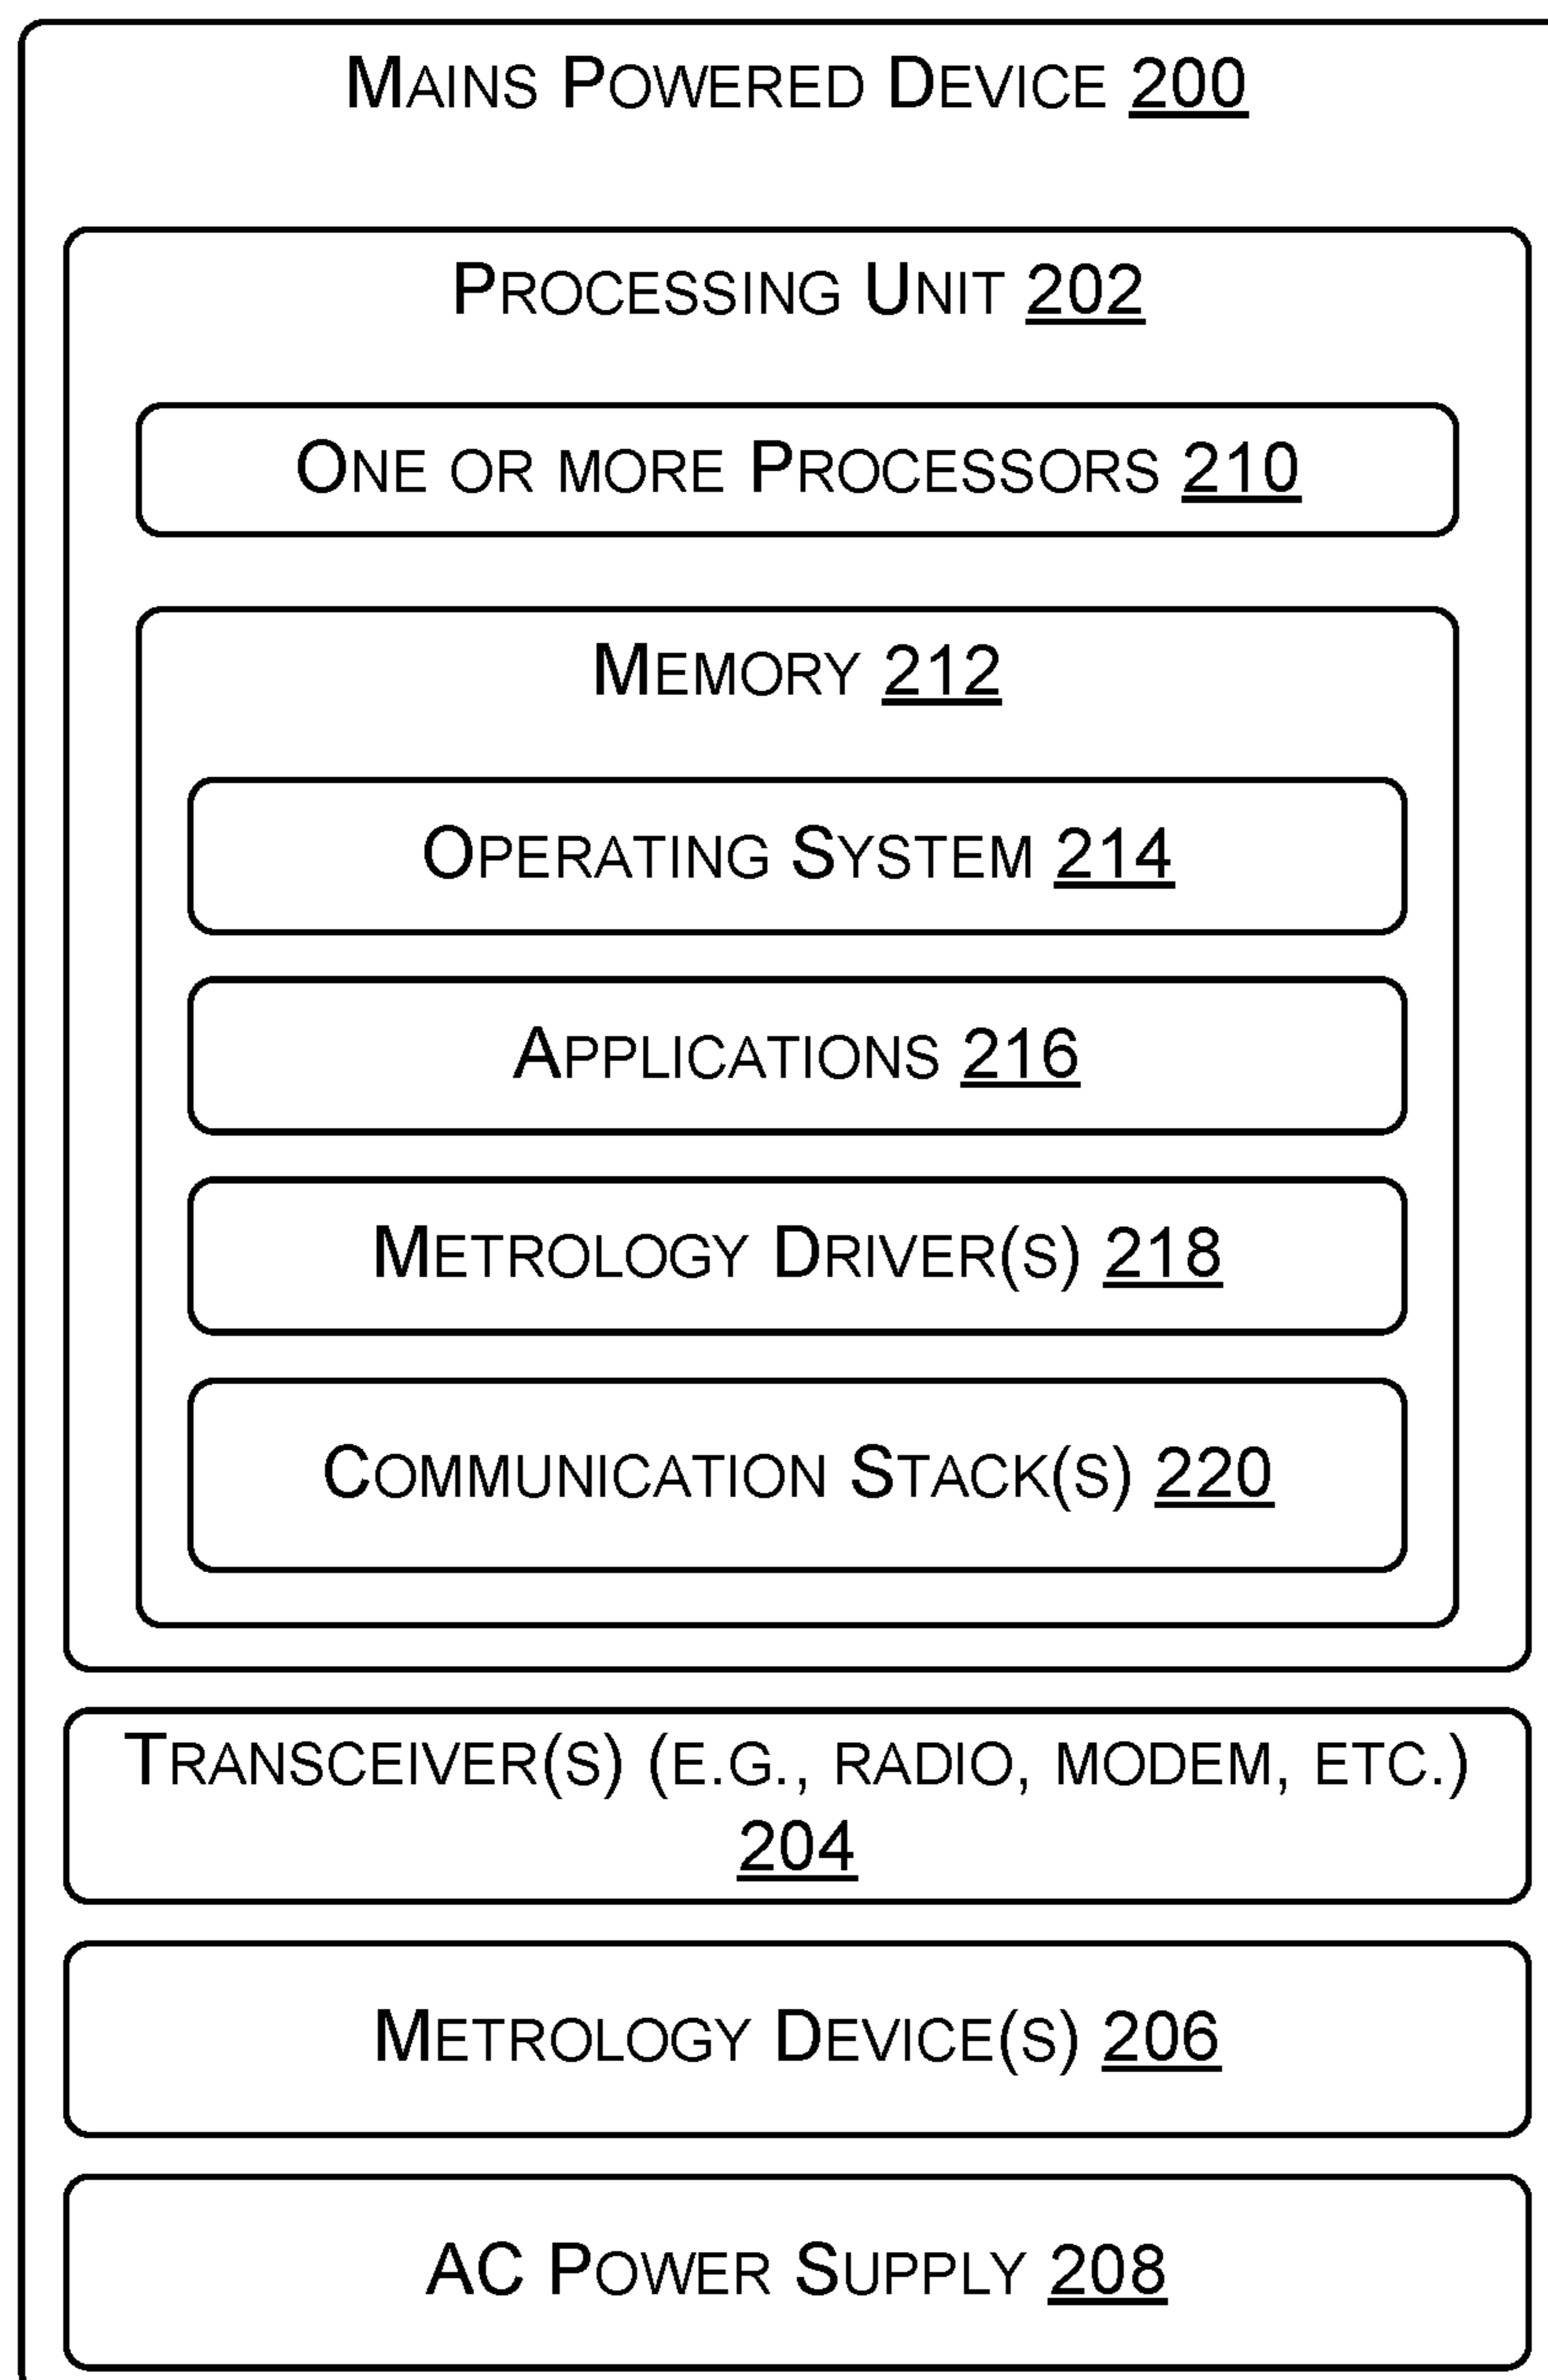 MAINS POWERED DEVICE 200
PROCESSING UNIT 202
ONE OR MORE PROCESSORS 210
MEMORY 212
OPERATING SYSTEM 214
APPLICATIONS 216
METROLOGY DRIVER(S) 218
COMMUNICATION STACK(S) 220
TRANSCEIVER(S) (E.G., RADIO, MODEM, ETC.)
204
METROLOGY DEVICE(S) 206
AC POWER SUPPLY 208